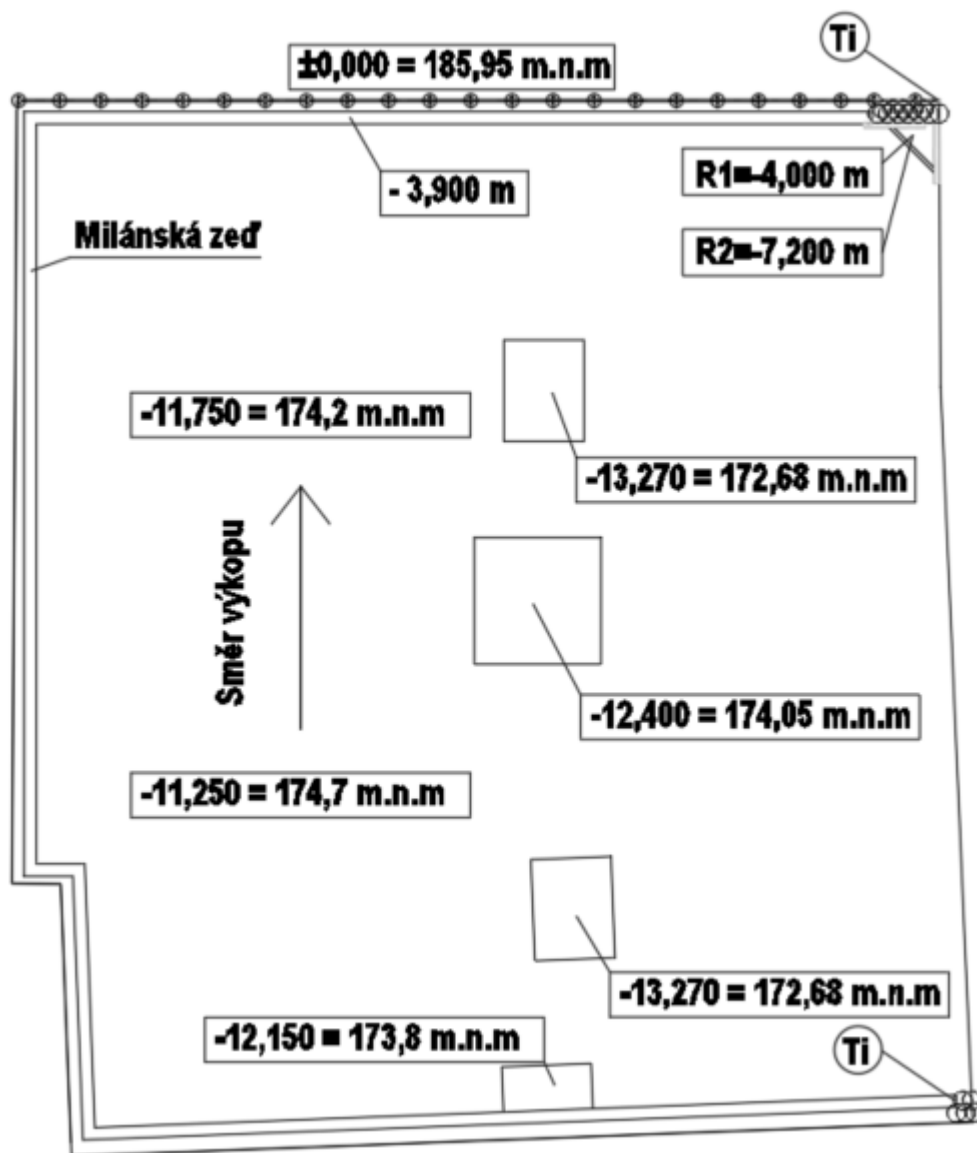 Ti
±0,000 = 185,95 m.n.m
R1=-4,000 m
- 3,900 m
Milánská zeď
R2=-7,200 m
-11,750 = 174,2 m.n.m
-13,270 = 172,68 m.n.m
Směr výkopu
-12,400 = 174,05 m.n.m
-11,250 = 174,7 m.n.m
-13,270 = 172,68 m.n.m
-12,150 = 173,8 m.n.m
Ti